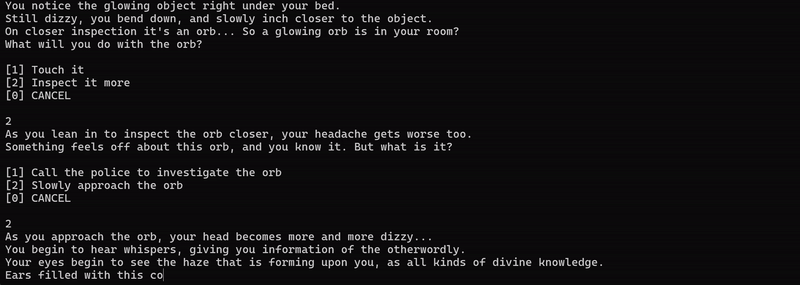 You notice the glowing object right under your bed.
Still dizzy, you bend down, and slowly inch closer to the object.
On closer inspection it's an orb... So a glowing orb is in your room?
What will you do with the orb?
[1] Touch it
[2] Inspect it more
[0] CANCEL
2
As you lean in to inspect the orb closer, your headache gets worse too.
Something feels off about this orb, and you know it. But what is it?
[1] Call the police to investigate the orb
[2] Slowly approach the orb
[0] CANCEL
2
As you approach the orb, your head becomes more and more dizzy...
You begin to hear whispers, giving you information of the otherwordly.
Your eyes begin to see the haze that is forming upon you, as all kinds of divine knowledge.
Ears filled with this co